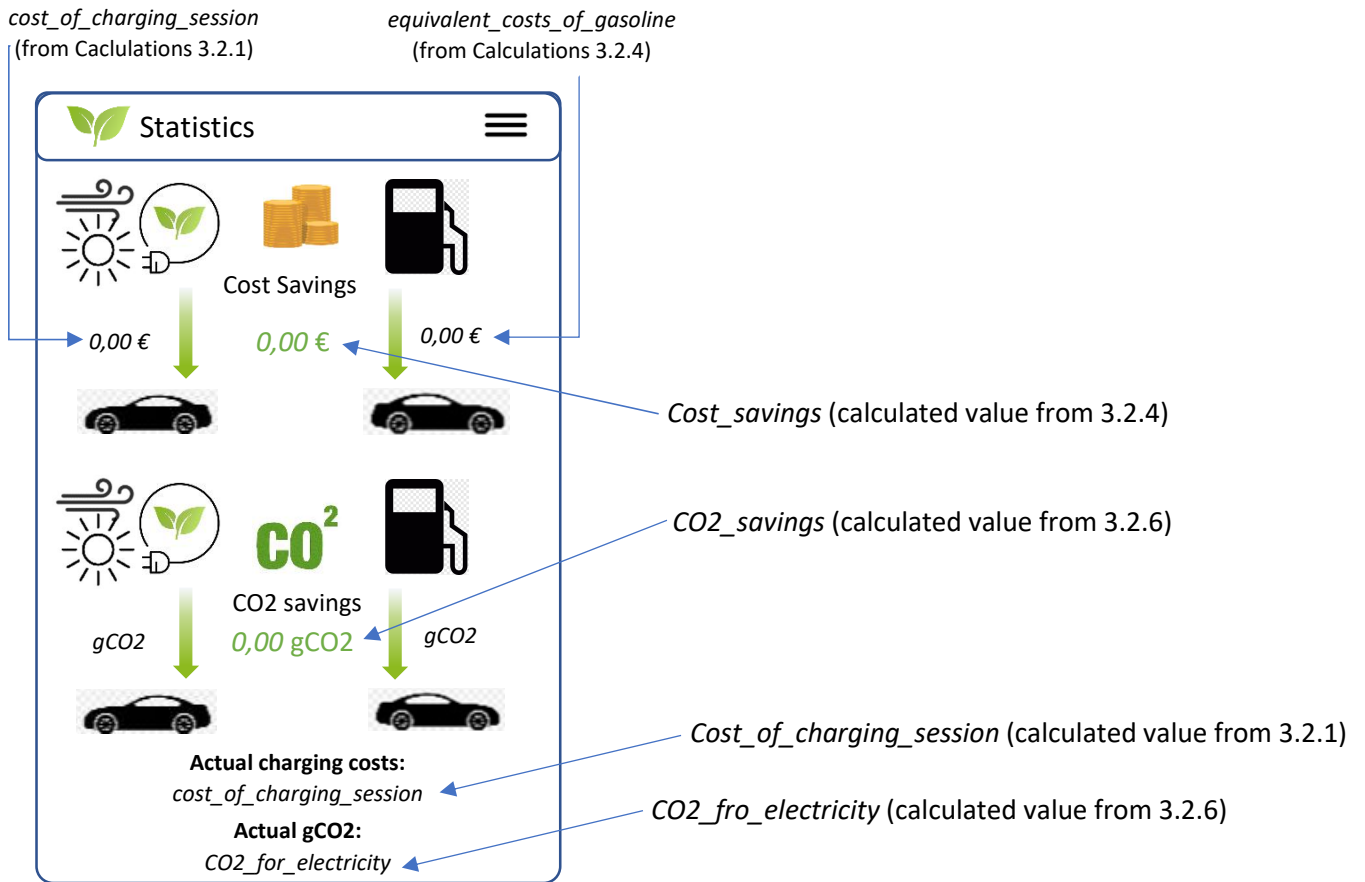 cost_of_charging_session
(from Caclulations 3.2.1)
equivalent_costs_of_gasoline
(from Calculations 3.2.4)
Statistics
Cost Savings
0,00 €
0,00 €
0,00 €
Cost_savings (calculated value from 3.2.4)
CO²
CO2_savings (calculated value from 3.2.6)
CO2 savings
gCO2
0,00 gCO2
gCO2
Cost_of_charging_session (calculated value from 3.2.1)
Actual charging costs:
cost_of_charging_session
CO2_fro_electricity (calculated value from 3.2.6)
Actual gCO2:
CO2_for_electricity